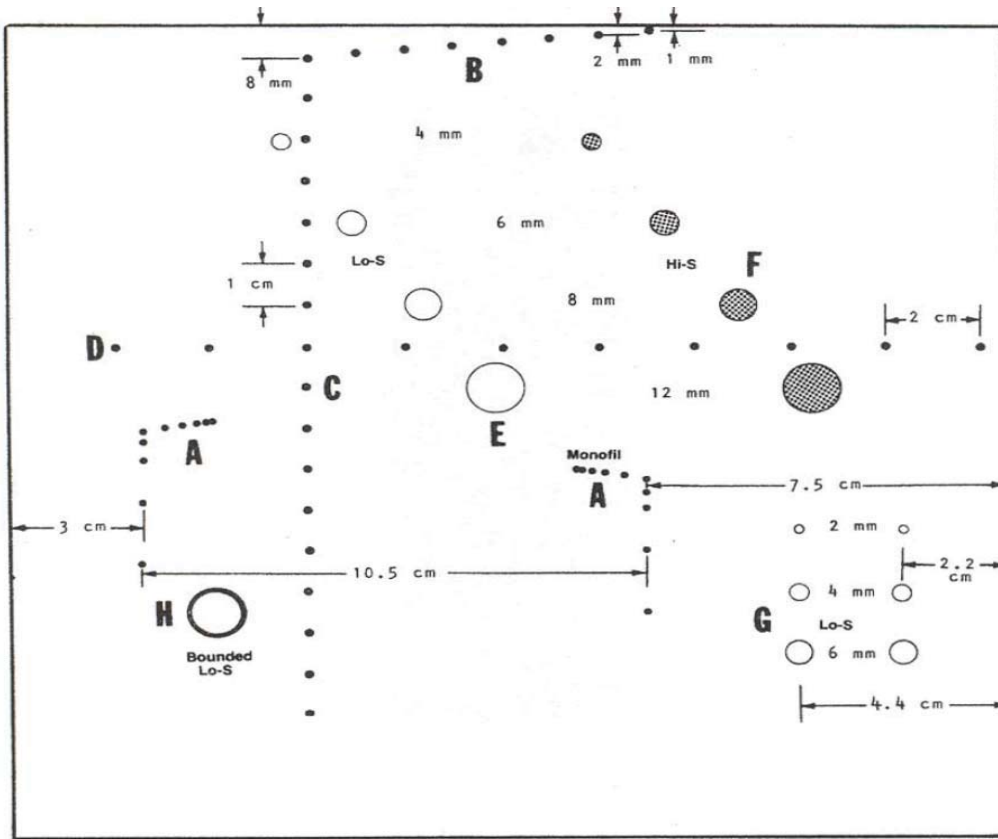 8 mm
B
2 mm
1 mm
4 mm
6 mm
Lo-S
Hi-S
F
1 cm
8 mm
2 cm
D
C
12 mm
E
A
Monofil
A
7.5 cm
3 cm
2 mm
10.5 cm
2.2
cm
H
4 mm
G
Lo-S
Bounded
Lo-S
6 mm
4.4 cm